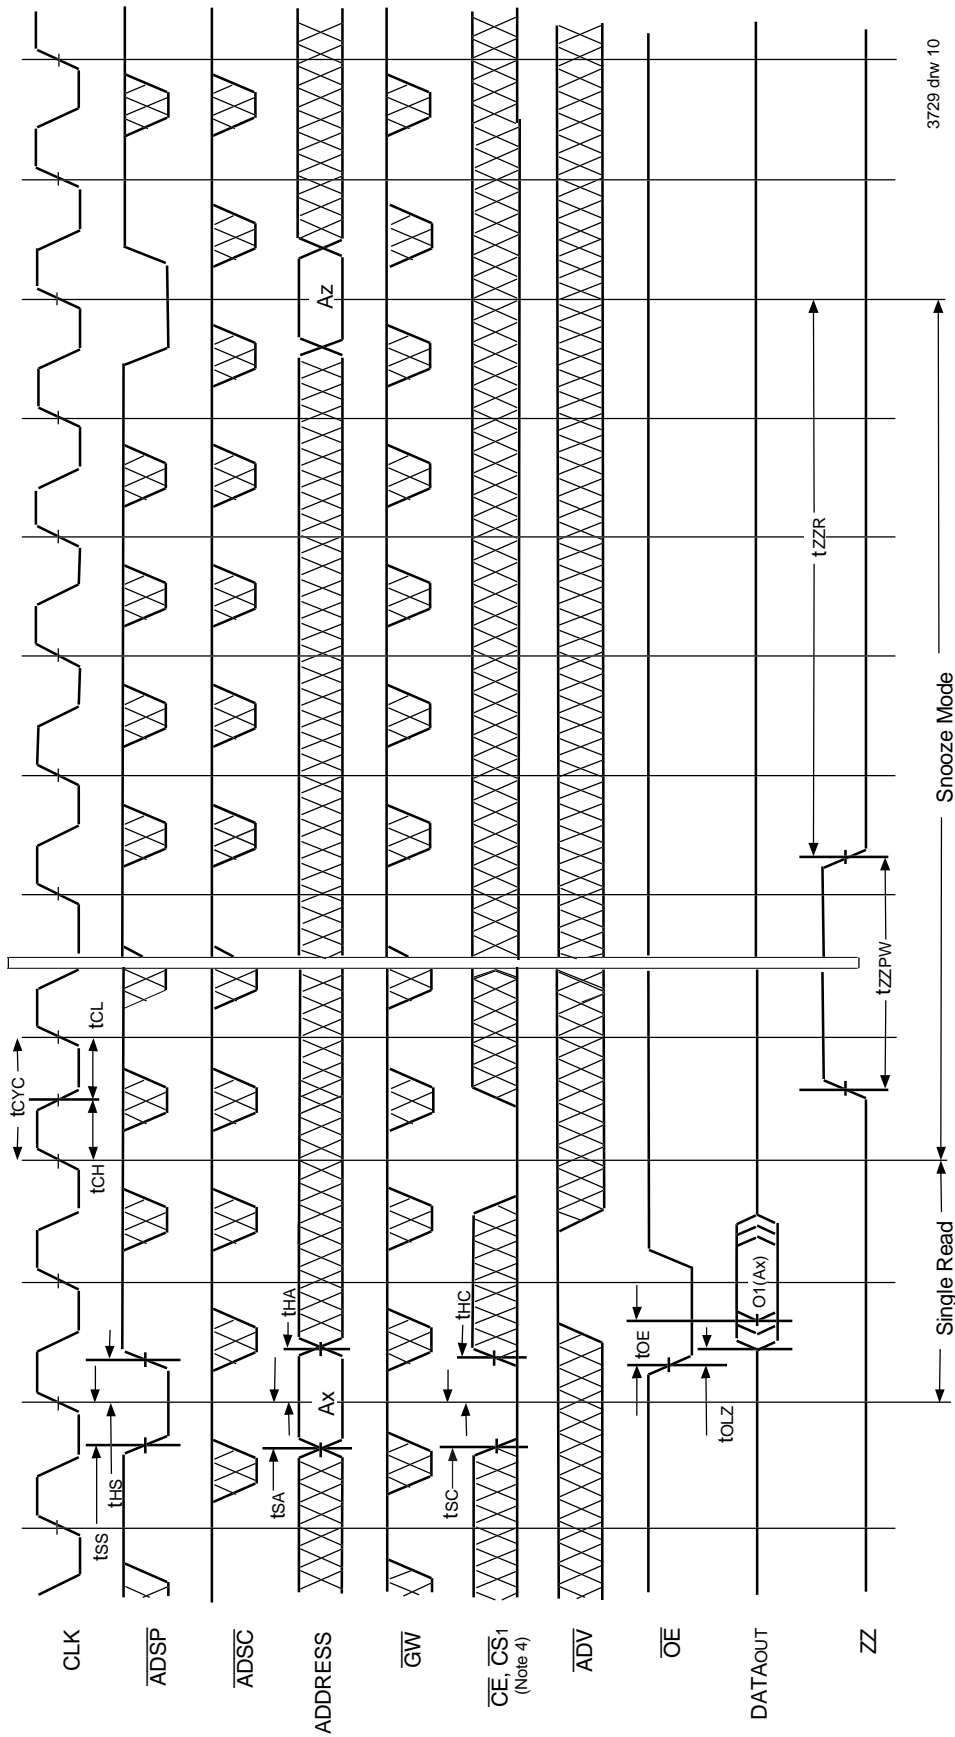 tCYC
tSS
tHS
tCH
tCL
CLK
ADSP
ADSC
tSA
tHA
ADDRESS
Ax
Az
GW
tSC
tHC
CE, CS1
(Note 4)
ADV
tOE
OE
tOLZ
DATAOUT
O1(Ax)
tZZR
ZZ
tZZPW
Single Read
Snooze Mode
3729 drw 10